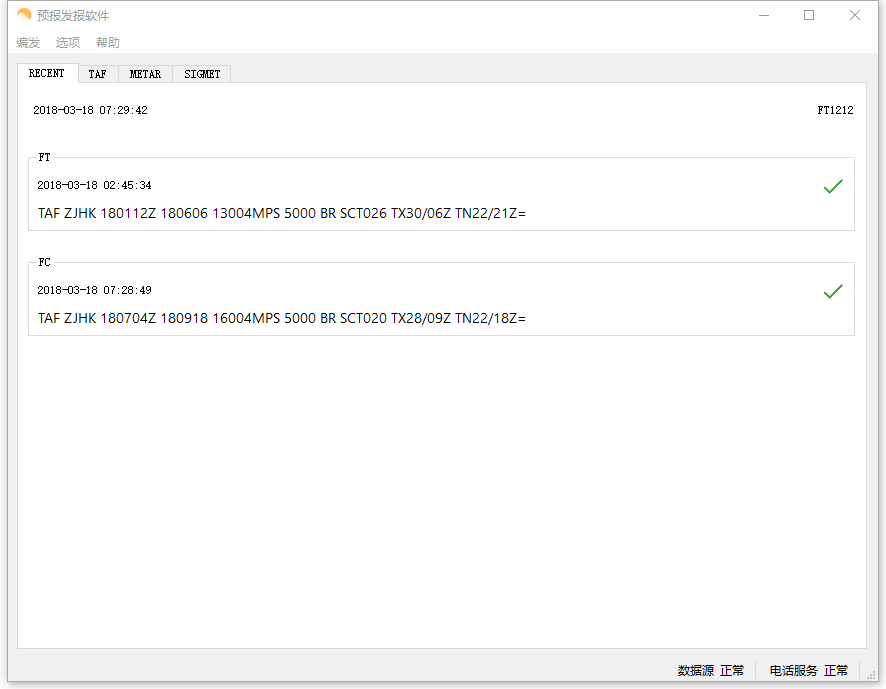 预报发报软件
编发 选项 帮助
RECENT TAF METAR SIGMET
2018-03-18 07:29:42 FT1212
FT
2018-03-18 02:45:34
TAF ZJHK 180112Z 180606 13004MPS 5000 BR SCT026 TX30/06Z TN22/21Z=
FC
2018-03-18 07:28:49
TAF ZJHK 180704Z 180918 16004MPS 5000 BR SCT020 TX28/09Z TN22/18Z=
数据源 正常 电话服务 正常